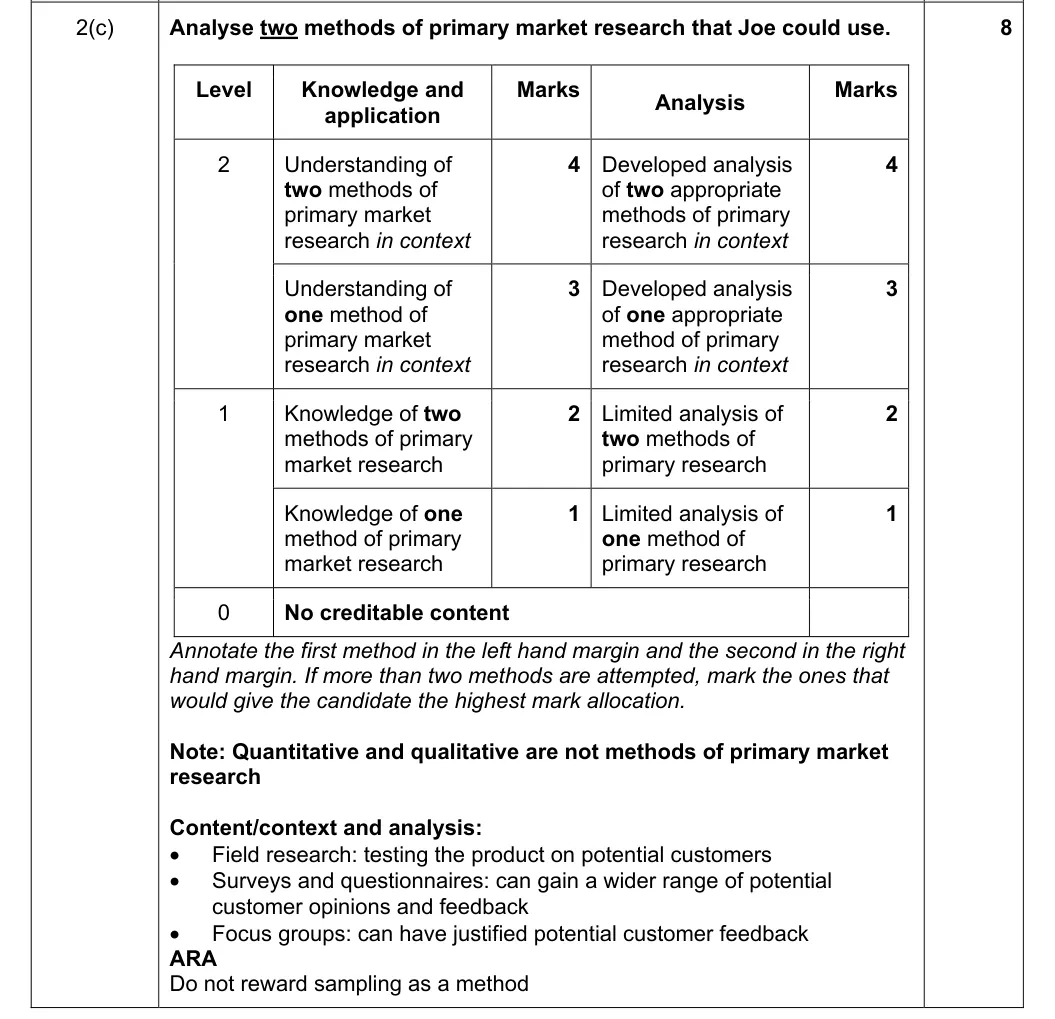 2(c)
Analyse two methods of primary market research that Joe could use.
8
Level
Knowledge and
application
Marks
Analysis
Marks
2
Understanding of
two methods of
primary market
research in context
4
Developed analysis
of two appropriate
methods of primary
research in context
4
Understanding of
one method of
primary market
research in context
3
Developed analysis
of one appropriate
method of primary
research in context
3
1
Knowledge of two
methods of primary
market research
2
Limited analysis of
two methods of
primary research
2
Knowledge of one
method of primary
market research
1
Limited analysis of
one method of
primary research
1
0
No creditable content
Annotate the first method in the left hand margin and the second in the right
hand margin. If more than two methods are attempted, mark the ones that
would give the candidate the highest mark allocation.
Note: Quantitative and qualitative are not methods of primary market
research
Content/context and analysis:
• Field research: testing the product on potential customers
• Surveys and questionnaires: can gain a wider range of potential
customer opinions and feedback
• Focus groups: can have justified potential customer feedback
ARA
Do not reward sampling as a method